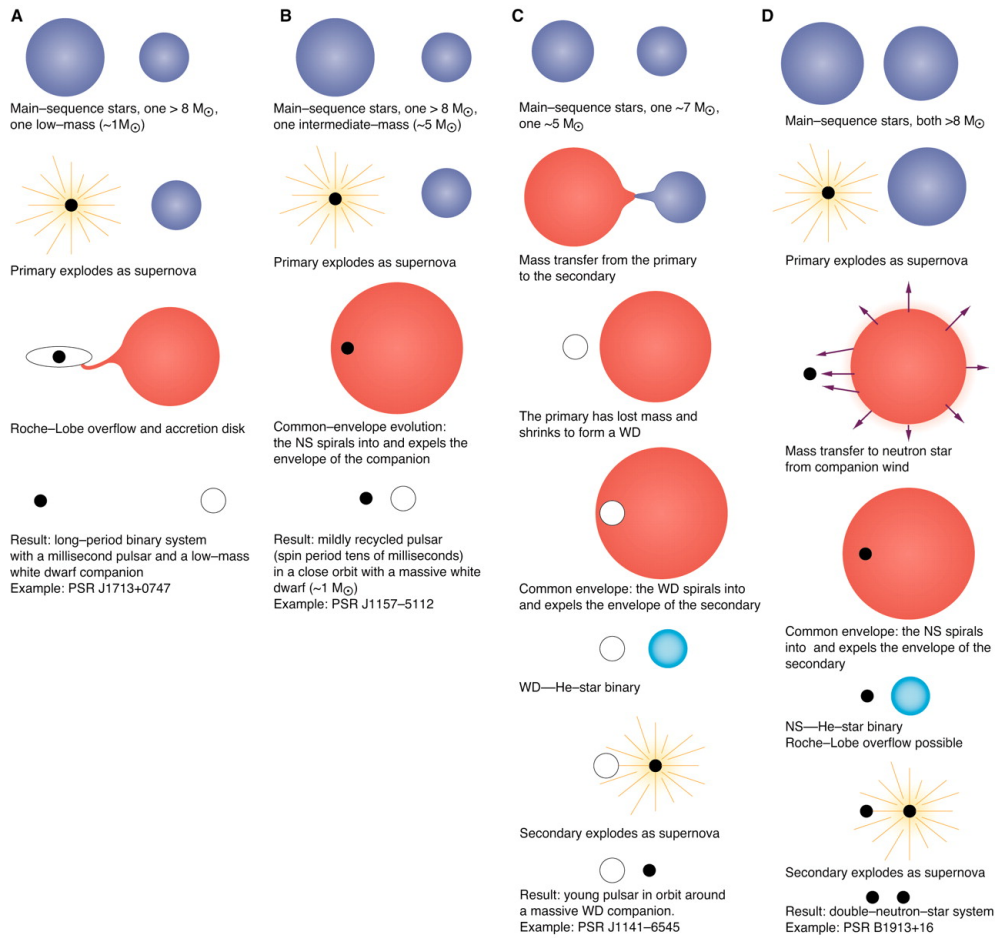 A
Main–sequence stars, one > 8 M☉,
one low–mass (~1M☉)
Primary explodes as supernova
Roche–Lobe overflow and accretion disk
Result: long–period binary system
with a millisecond pulsar and a low–mass
white dwarf companion
Example: PSR J1713+0747
B
Main–sequence stars, one > 8 M☉,
one intermediate–mass (~5 M☉)
Primary explodes as supernova
Common–envelope evolution:
the NS spirals into and expels the
envelope of the companion
Result: mildly recycled pulsar
(spin period tens of milliseconds)
in a close orbit with a massive white
dwarf (~1 M☉)
Example: PSR J1157–5112
C
Main–sequence stars, one ~7 M☉,
one ~5 M☉
Mass transfer from the primary
to the secondary
The primary has lost mass and
shrinks to form a WD
Common envelope: the WD spirals into
and expels the envelope of the secondary
WD—He–star binary
Secondary explodes as supernova
Result: young pulsar in orbit around
a massive WD companion.
Example: PSR J1141–6545
D
Main–sequence stars, both >8 M☉
Primary explodes as supernova
Mass transfer to neutron star
from companion wind
Common envelope: the NS spirals
into and expels the envelope of the
secondary
NS—He–star binary
Roche–Lobe overflow possible
Secondary explodes as supernova
Result: double–neutron–star system
Example: PSR B1913+16